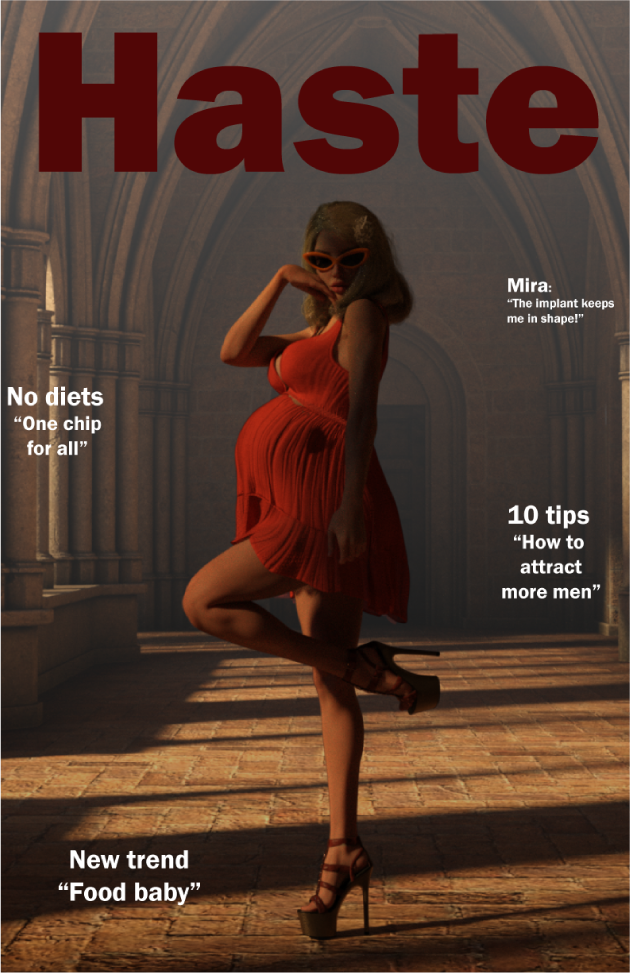 Haste
Mira:
“The implant keeps
me in shape!”
No diets
“One chip
for all”
10 tips
“How to
attract
more men”
New trend
“Food baby”